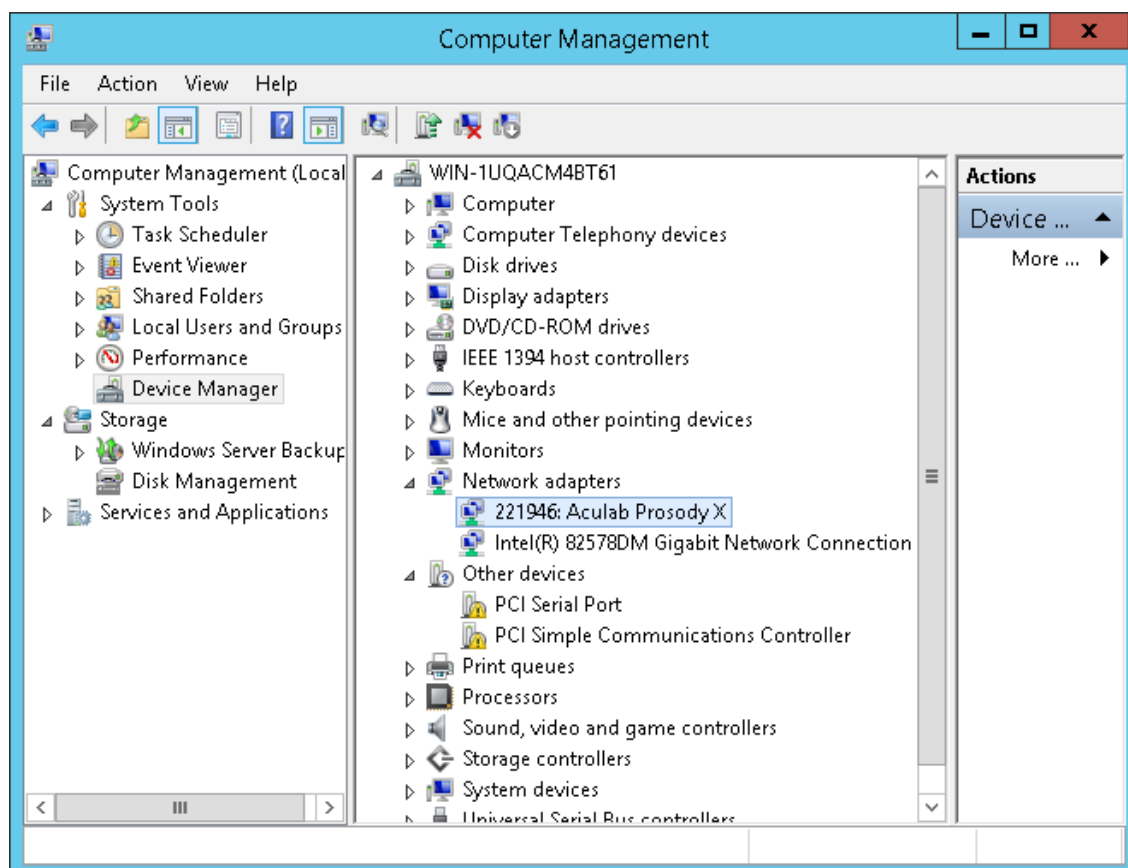 Computer Management
File Action View Help
Computer Management (Local
System Tools
Task Scheduler
Event Viewer
Shared Folders
Local Users and Groups
Performance
Device Manager
Storage
Windows Server Backup
Disk Management
Services and Applications
WIN-1UQACM4BT61
Computer
Computer Telephony devices
Disk drives
Display adapters
DVD/CD-ROM drives
IEEE 1394 host controllers
Keyboards
Mice and other pointing devices
Monitors
Network adapters
221946: Aculab Prosody X
Intel(R) 82578DM Gigabit Network Connection
Other devices
PCI Serial Port
PCI Simple Communications Controller
Print queues
Processors
Sound, video and game controllers
Storage controllers
System devices
Universal Serial Bus controllers
Actions
Device ...
More ...